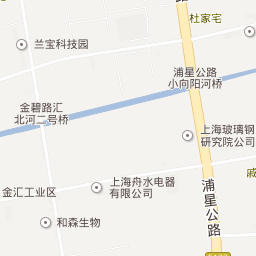 路
杜家宅
兰宝科技园
浦星公路
小向阳河桥
金碧路汇
北河二号桥
上海玻璃钢
研究院公司
上海舟水电器
有限公司
金汇工业区
浦星公路
和森生物